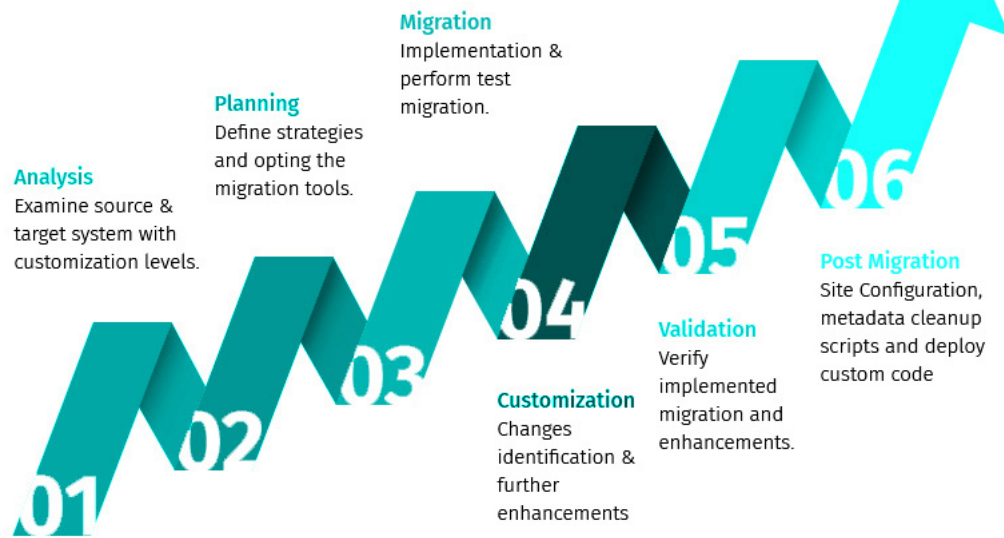 Migration
Implementation &
perform test
migration.
Planning
Define strategies
and opting the
migration tools.
Analysis
Examine source &
target system with
customization levels.
01
02
03
04
05
06
Customization
Changes
identification &
further
enhancements
Validation
Verify
implemented
migration and
enhancements.
Post Migration
Site Configuration,
metadata cleanup
scripts and deploy
custom code